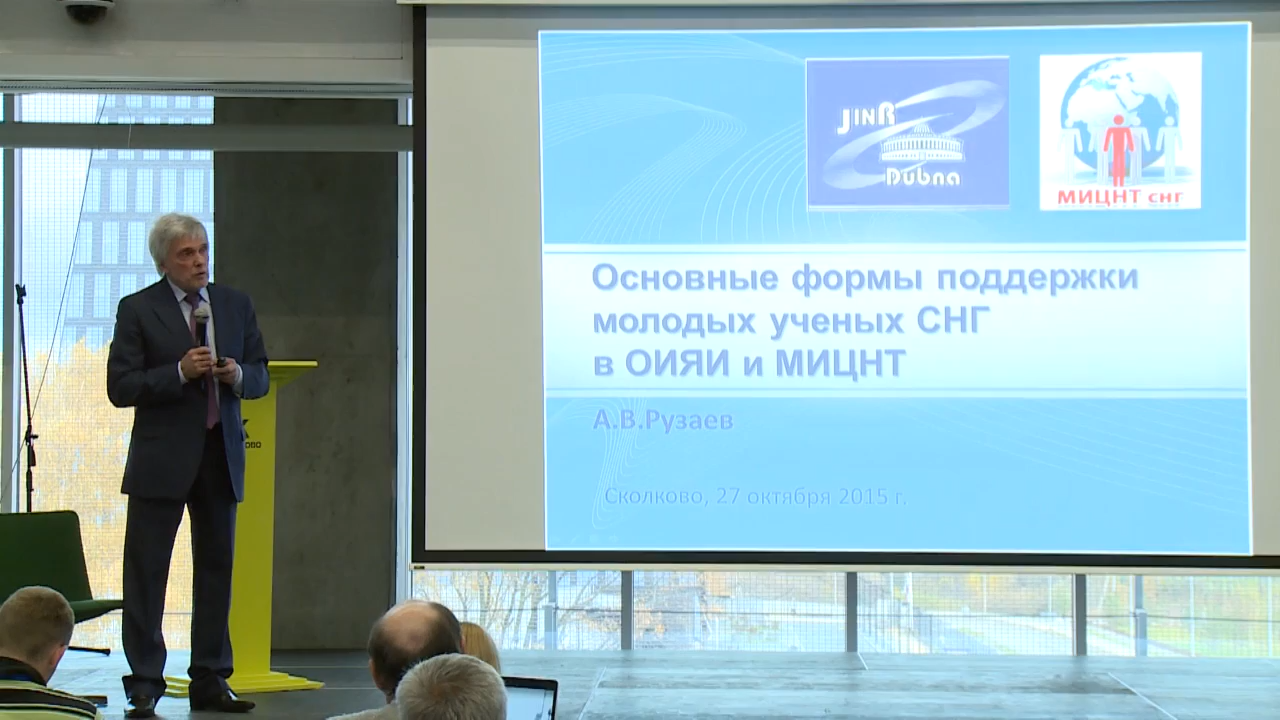 JINR
Dubna
МИЦНТ СНГ
Основные формы поддержки
молодых ученых СНГ
в ОИЯИ и МИЦНТ
А.В.Рузаев
Сколково, 27 октября 2015 г.